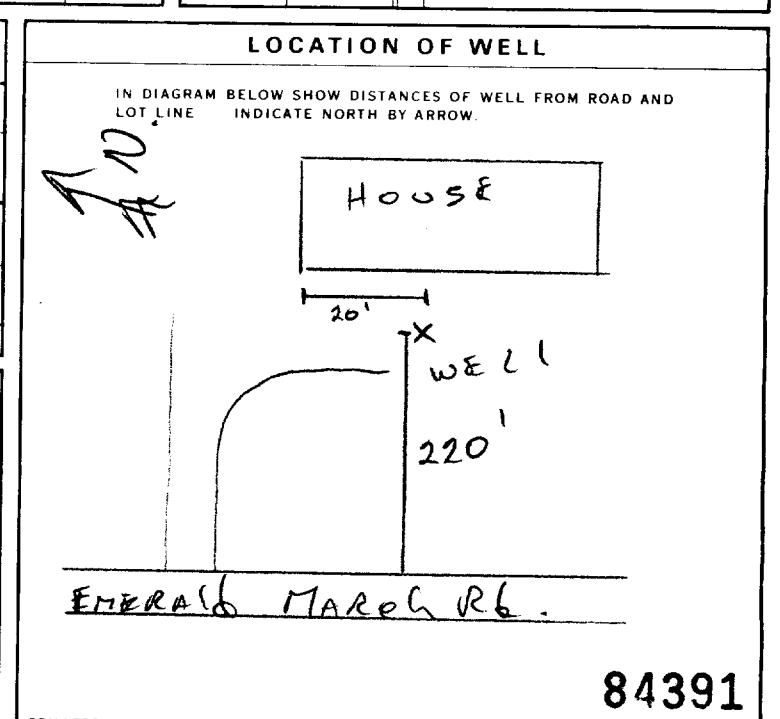 LOCATION OF WELL
IN DIAGRAM BELOW SHOW DISTANCES OF WELL FROM ROAD AND
LOT LINE INDICATE NORTH BY ARROW.
N.
HOUSE
20'
X
WELL
220'
EMERALD MARCH Rd.
84391